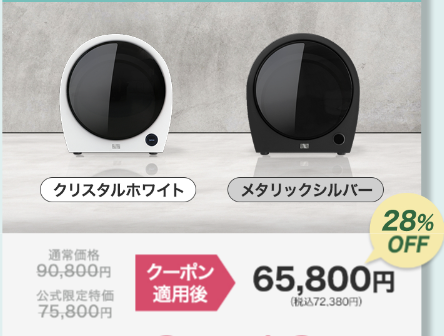 クリスタルホワイト
メタリックシルバー
28%
OFF
通常価格
90,800円
公式限定特価
75,800円
クーポン
適用後
65,800円
(税込72,380円)